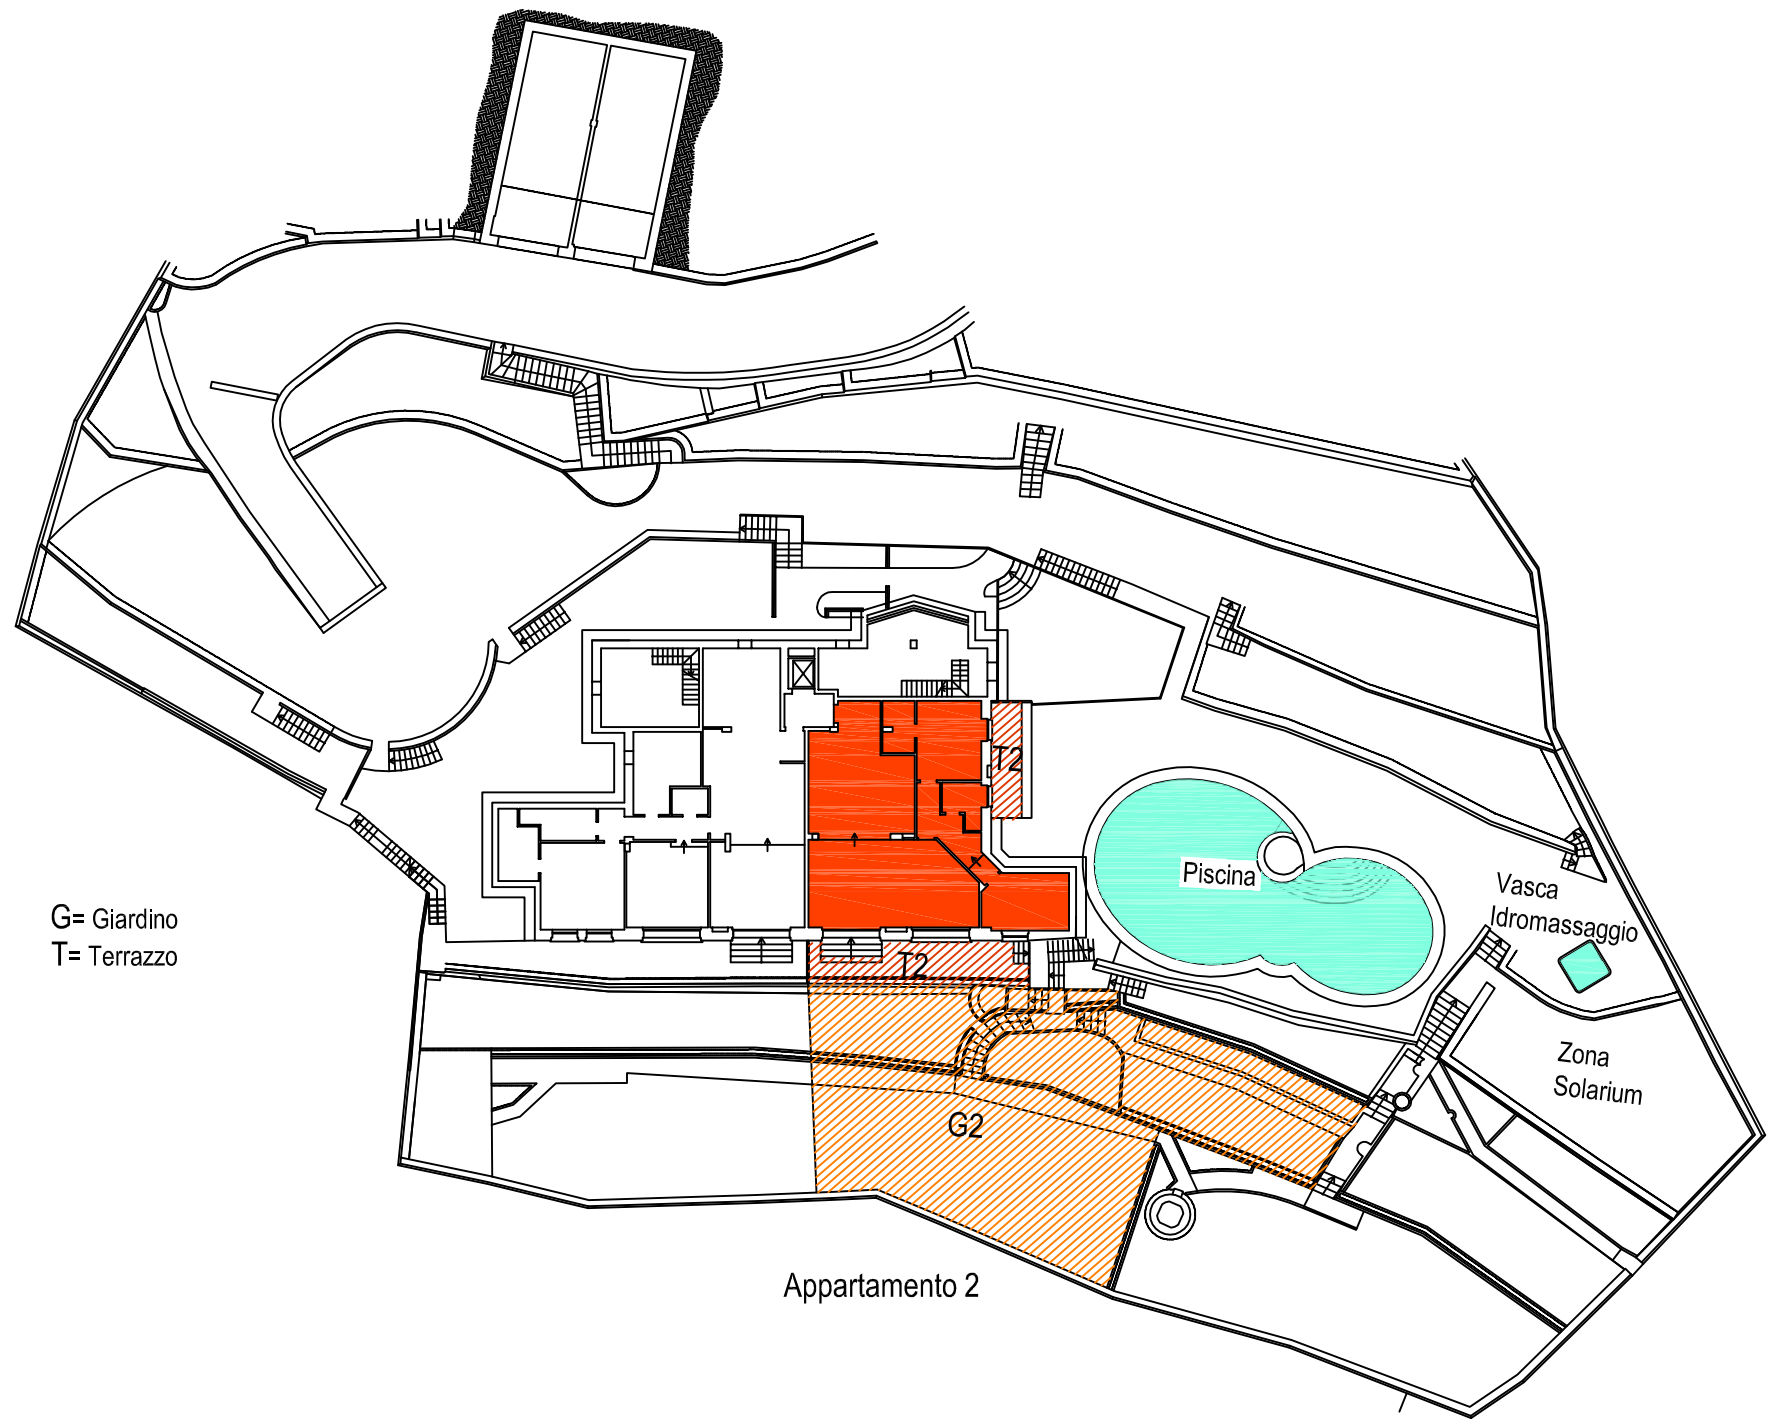 T2
Piscina
Vasca
Idromassaggio
G= Giardino
T= Terrazzo
T2
Zona
Solarium
G2
Appartamento 2